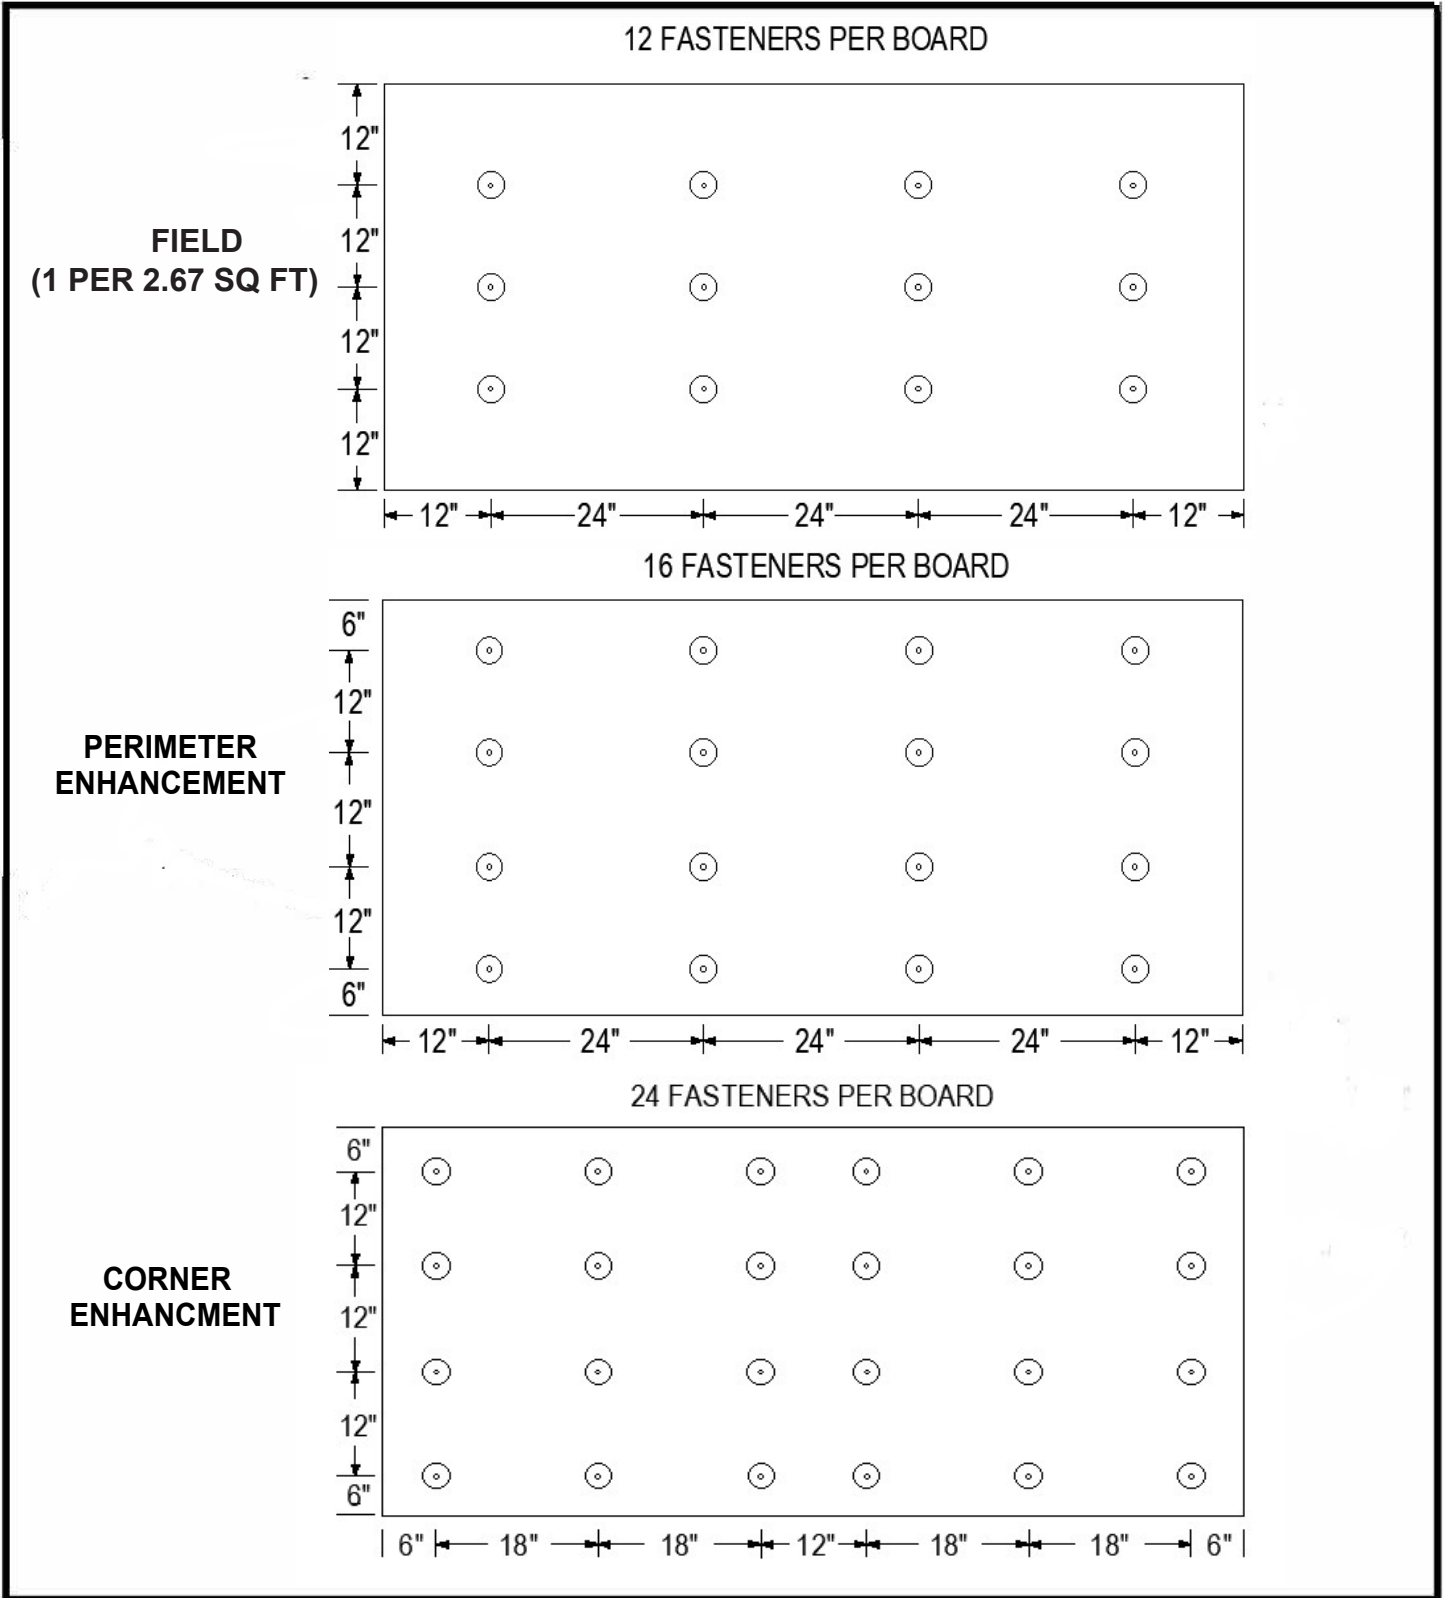 12 FASTENERS PER BOARD
12"
FIELD
(1 PER 2.67 SQ FT)
12"
12"
12"
12" 24" 24" 24" 12"
16 FASTENERS PER BOARD
6"
12"
PERIMETER
ENHANCEMENT
12"
12"
6"
12" 24" 24" 24" 12"
24 FASTENERS PER BOARD
6"
12"
CORNER
ENHANCMENT
12"
12"
6"
6" 18" 18" 12" 18" 18" 6"